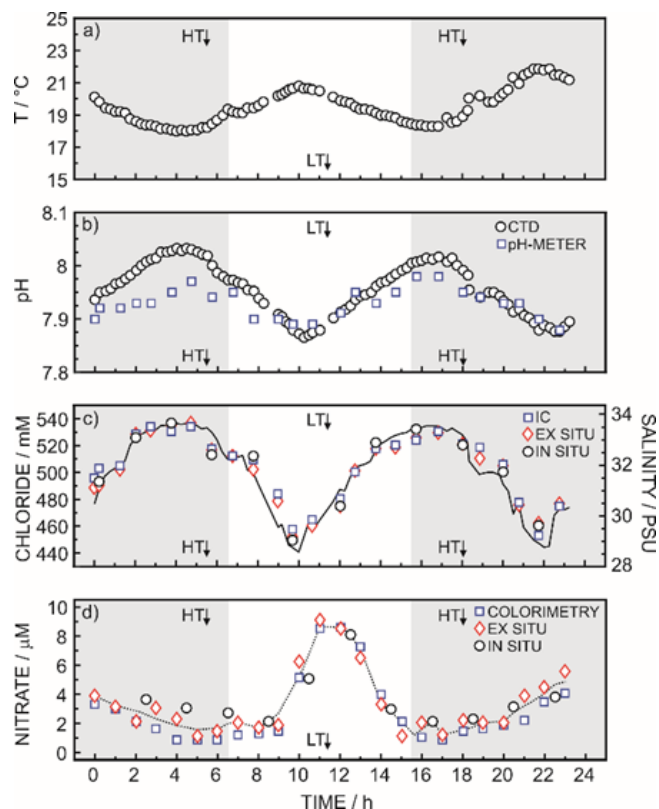 a)
HT↓
HT↓
LT↓
T / °C
25
23
21
19
17
15
b)
LT↓
CTD
pH-METER
HT↓
HT↓
pH
8.1
8
7.9
7.8
c)
LT↓
IC
EX SITU
IN SITU
HT↓
HT↓
CHLORIDE / mM
540
520
500
480
460
440
SALINITY / PSU
34
33
32
31
30
29
28
d)
HT↓
HT↓
COLORIMETRY
EX SITU
IN SITU
LT↓
NITRATE / µM
10
8
6
4
2
0
0 2 4 6 8 10 12 14 16 18 20 22 24
TIME / h